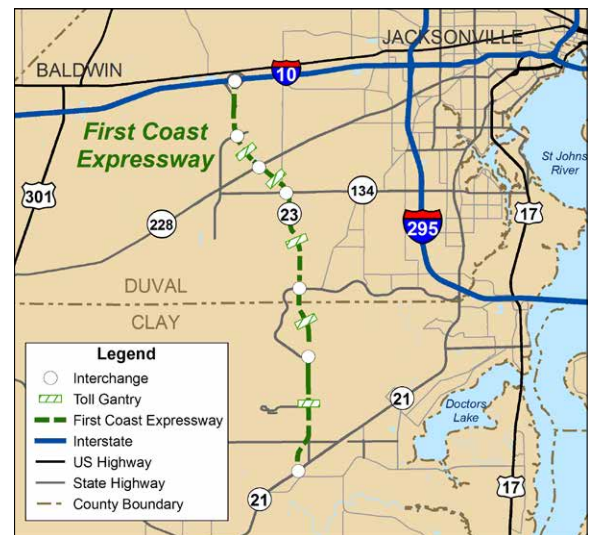 JACKSONVILLE
BALDWIN
10
First Coast
Expressway
St Johns
River
301
134
17
23
228
295
DUVAL
CLAY
Legend
Interchange
Toll Gantry
First Coast Expressway
Interstate
US Highway
State Highway
County Boundary
21
Doctors
Lake
21
17